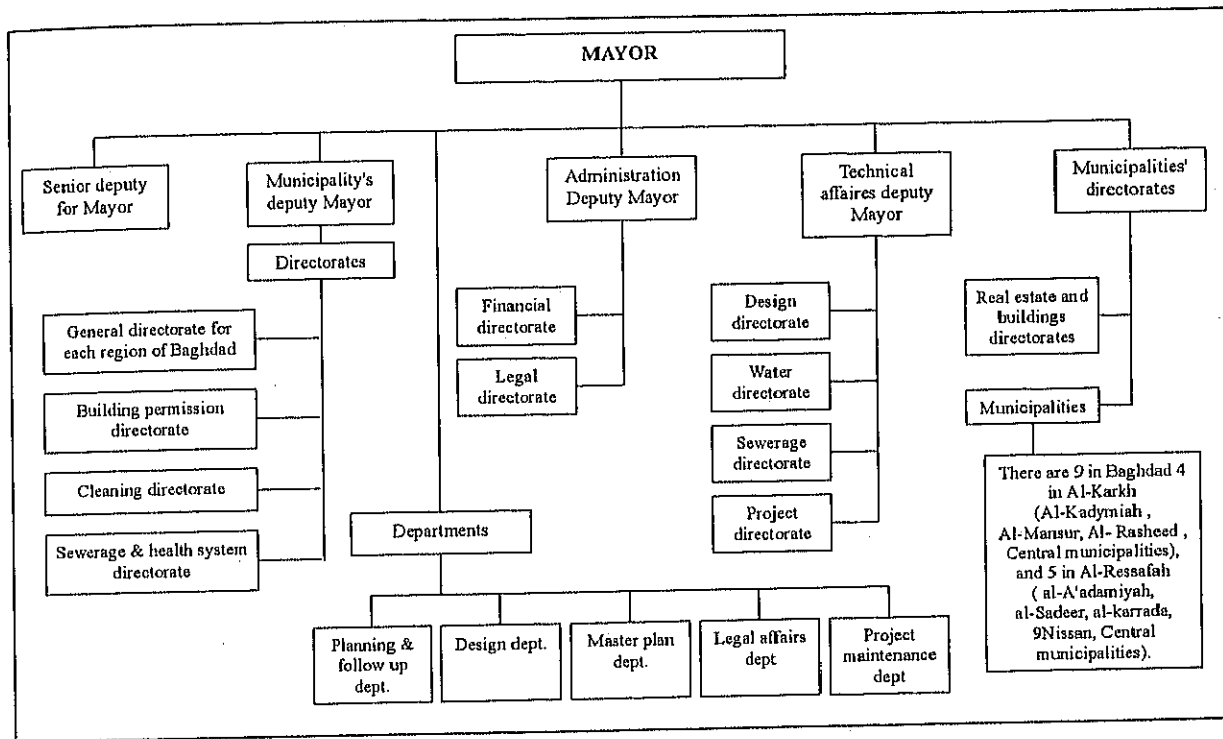 MAYOR
Senior deputy
for Mayor
Municipality's
deputy Mayor
Administration
Deputy Mayor
Technical
affaires deputy
Mayor
Municipalities'
directorates
Directorates
General directorate for
each region of Baghdad
Building permission
directorate
Cleaning directorate
Sewerage & health system
directorate
Financial
directorate
Legal
directorate
Design
directorate
Water
directorate
Sewerage
directorate
Project
directorate
Real estate and
buildings
directorates
Municipalities
There are 9 in Baghdad 4
in Al-Karkh
(Al-Kadymiah ,
Al-Mansur, Al- Rasheed ,
Central municipalities),
and 5 in Al-Ressafah
( al-A'adamiyah,
al-Sadeer, al-karrada,
9Nissan, Central
municipalities).
Departments
Planning &
follow up
dept.
Design dept.
Master plan
dept.
Legal affairs
dept
Project
maintenance
dept